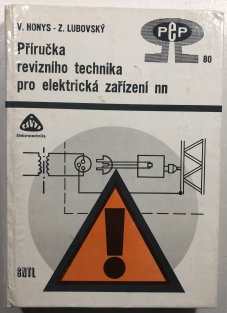 V. HONYS - Z. LUBOVSKÝ
PeP
80
Příručka
revizního technika
pro elektrická zařízení nn
Elektrotechnika
SNTL